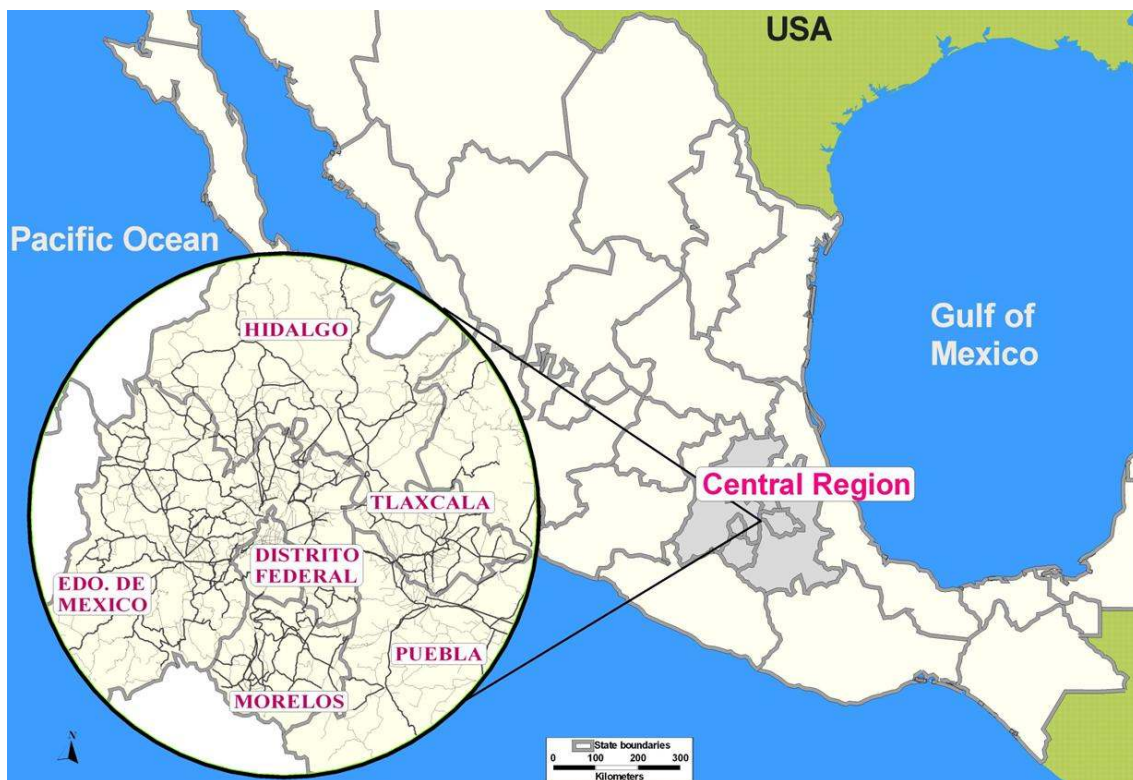 USA
Pacific Ocean
Gulf of
Mexico
HIDALGO
Central Region
TLAXCALA
DISTRITO
FEDERAL
EDO. DE
MEXICO
PUEBLA
MORELOS
N
State boundaries
0 100 200 300
Kilometers